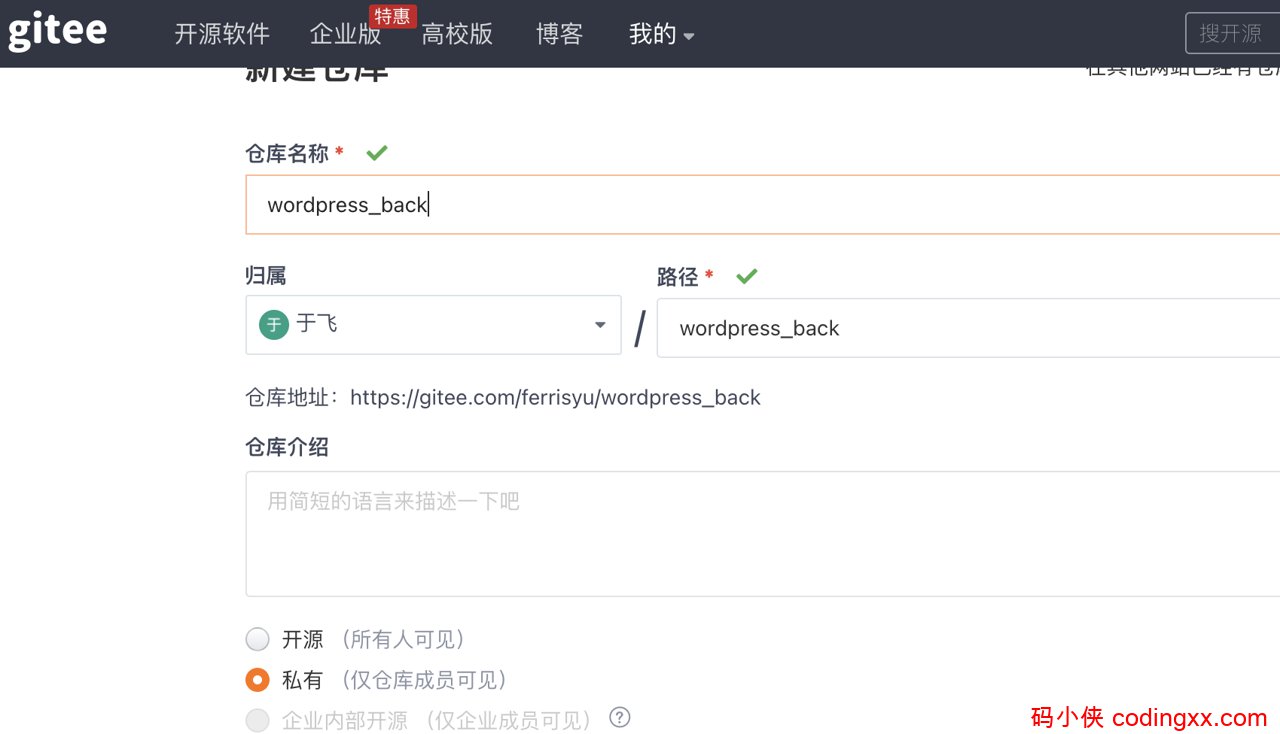 gitee 开源软件 企业版 特惠 高校版 博客 我的 搜开源
新建仓库
仓库名称 *
wordpress_back
归属 路径 *
于 于飞 / wordpress_back
仓库地址：https://gitee.com/ferrisyu/wordpress_back
仓库介绍
用简短的语言来描述一下吧
开源 （所有人可见）
私有 （仅仓库成员可见）
企业内部开源 （仅企业成员可见） ?
码小侠 codingxx.com